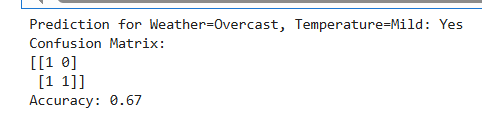 Prediction for Weather=Overcast, Temperature=Mild: Yes
Confusion Matrix:
[[1 0]
 [1 1]]
Accuracy: 0.67